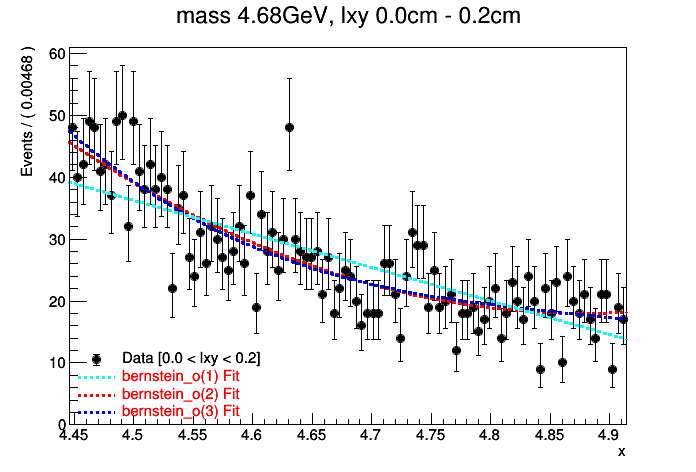 mass 4.68GeV, lxy 0.0cm - 0.2cm
Events / ( 0.00468 )
60
50
40
30
20
10
0
Data [0.0 < lxy < 0.2]
bernstein_o(1) Fit
bernstein_o(2) Fit
bernstein_o(3) Fit
4.45 4.5 4.55 4.6 4.65 4.7 4.75 4.8 4.85 4.9
x